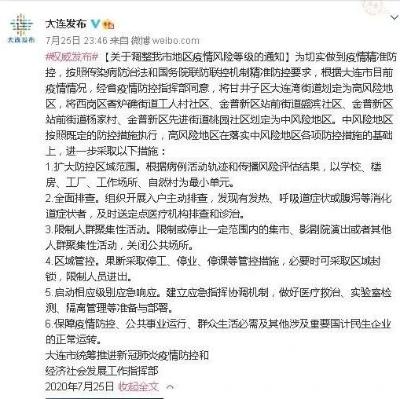 大连发布
大连发布
7月25日 23:46 来自 微博 weibo.com
#权威发布# 【关于调整我市地区疫情风险等级的通知】为切实做到疫情精准防
控，按照传染病防治法和国务院联防联控机制精准防控要求，根据大连市目前
疫情情况，经省疫情防控指挥部同意，将甘井子区大连湾街道划定为高风险地
区，将西岗区香炉礁街道工人村社区、金普新区站前街道盛滨社区、金普新区
站前街道杨家村、金普新区先进街道桃园社区划定为中风险地区。中风险地区
按照既定的防控措施执行，高风险地区在落实中风险地区各项防控措施的基础
上，进一步采取以下措施：
1.扩大防控区域范围。根据病例活动轨迹和传播风险评估结果，以学校、楼
房、工厂、工作场所、自然村为最小单元。
2.全面排查。组织开展入户主动排查，发现有发热、呼吸道症状或腹泻等消化
道症状者，及时送定点医疗机构排查和诊治。
3.限制人群聚集性活动。限制或停止一定范围内的集市、影剧院演出或者其他
人群聚集性活动，关闭公共场所。
4.区域管控。果断采取停工、停业、停课等管控措施，必要时可采取区域封
锁，限制人员进出。
5.启动相应级别应急响应。建立应急指挥协调机制，做好医疗救治、实验室检
测、隔离管理等准备与部署。
6.保障疫情防控、公共事业运行、群众生活必需及其他涉及重要国计民生企业
的正常运转。
大连市统筹推进新冠肺炎疫情防控和
经济社会发展工作指挥部
2020年7月25日 收起全文